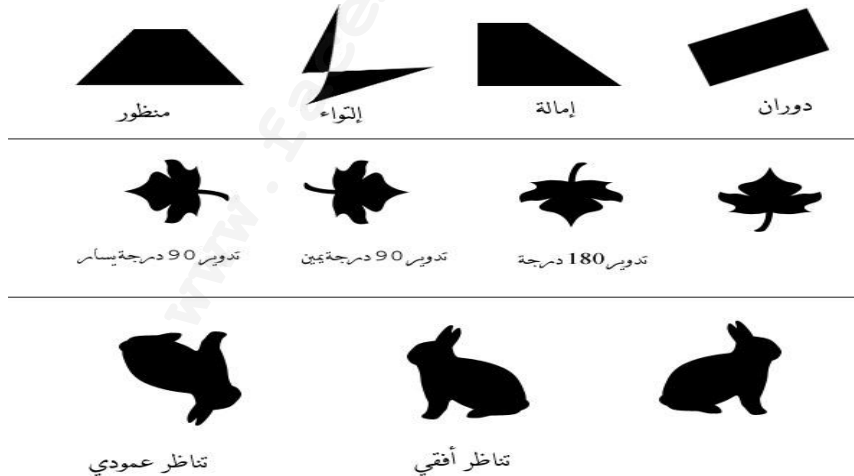 دوران إمالة إلتواء منظور
تدوير 180 درجة تدوير 90 درجة يمين تدوير 90 درجة يسار
تناظر أفقي تناظر عمودي